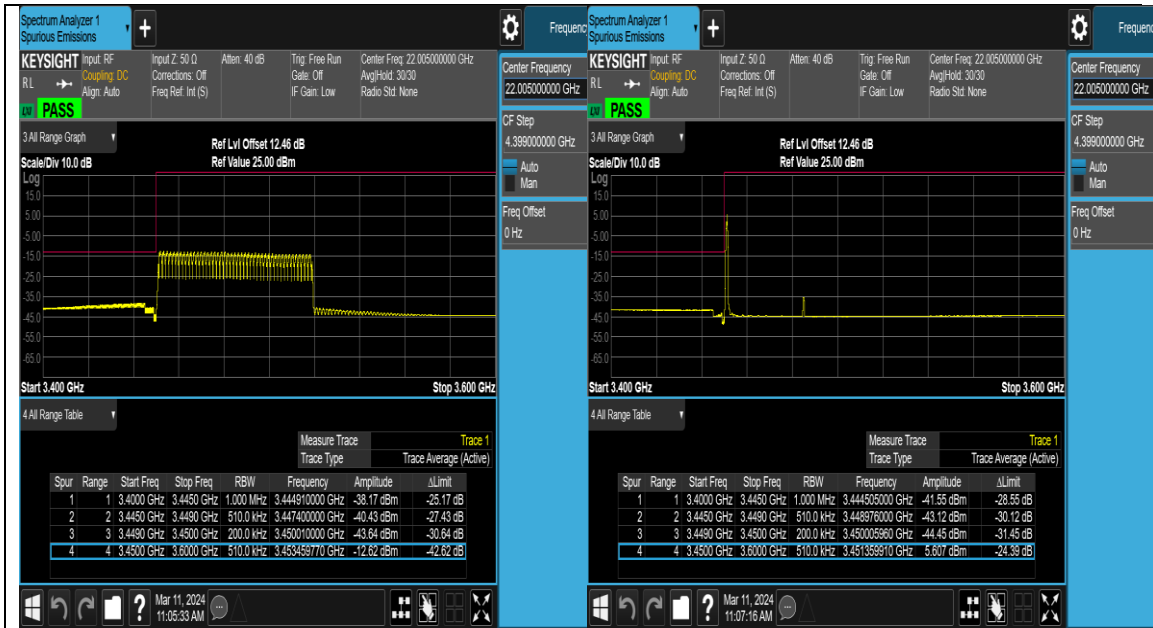 Spectrum Analyzer 1
Spurious Emissions
+
Frequenc
KEYSIGHT
RL
Input: RF
Coupling: DC
Align: Auto
Input Z: 50 Ω
Corrections: Off
Freq Ref: Int (S)
Atten: 40 dB
Trig: Free Run
Gate: Off
IF Gain: Low
Center Freq: 22.005000000 GHz
Avg|Hold: 30/30
Radio Std: None
PASS
Center Frequency
22.005000000 GHz
CF Step
4.399000000 GHz
Auto
Man
Freq Offset
0 Hz
3 All Range Graph
Ref Lvl Offset 12.46 dB
Scale/Div 10.0 dB
Ref Value 25.00 dBm
Log
15.0
5.00
-5.00
-15.0
-25.0
-35.0
-45.0
-55.0
-65.0
Start 3.400 GHz
Stop 3.600 GHz
4 All Range Table
Measure Trace Trace 1
Trace Type Trace Average (Active)
Spur Range Start Freq Stop Freq RBW Frequency Amplitude ΔLimit
1 1 3.4000 GHz 3.4450 GHz 1.000 MHz 3.444910000 GHz -38.17 dBm -25.17 dB
2 2 3.4450 GHz 3.4490 GHz 510.0 kHz 3.447400000 GHz -40.43 dBm -27.43 dB
3 3 3.4490 GHz 3.4500 GHz 200.0 kHz 3.450010000 GHz -43.64 dBm -30.64 dB
4 4 3.4500 GHz 3.6000 GHz 510.0 kHz 3.453459770 GHz -12.62 dBm -42.62 dB
?
Mar 11, 2024
11:05:33 AM
Spectrum Analyzer 1
Spurious Emissions
+
Frequenc
KEYSIGHT
RL
Input: RF
Coupling: DC
Align: Auto
Input Z: 50 Ω
Corrections: Off
Freq Ref: Int (S)
Atten: 40 dB
Trig: Free Run
Gate: Off
IF Gain: Low
Center Freq: 22.005000000 GHz
Avg|Hold: 30/30
Radio Std: None
PASS
Center Frequency
22.005000000 GHz
CF Step
4.399000000 GHz
Auto
Man
Freq Offset
0 Hz
3 All Range Graph
Ref Lvl Offset 12.46 dB
Scale/Div 10.0 dB
Ref Value 25.00 dBm
Log
15.0
5.00
-5.00
-15.0
-25.0
-35.0
-45.0
-55.0
-65.0
Start 3.400 GHz
Stop 3.600 GHz
4 All Range Table
Measure Trace Trace 1
Trace Type Trace Average (Active)
Spur Range Start Freq Stop Freq RBW Frequency Amplitude ΔLimit
1 1 3.4000 GHz 3.4450 GHz 1.000 MHz 3.444505000 GHz -41.55 dBm -28.55 dB
2 2 3.4450 GHz 3.4490 GHz 510.0 kHz 3.448976000 GHz -43.12 dBm -30.12 dB
3 3 3.4490 GHz 3.4500 GHz 200.0 kHz 3.450005960 GHz -44.45 dBm -31.45 dB
4 4 3.4500 GHz 3.6000 GHz 510.0 kHz 3.451359910 GHz 5.607 dBm -24.39 dB
?
Mar 11, 2024
11:07:16 AM